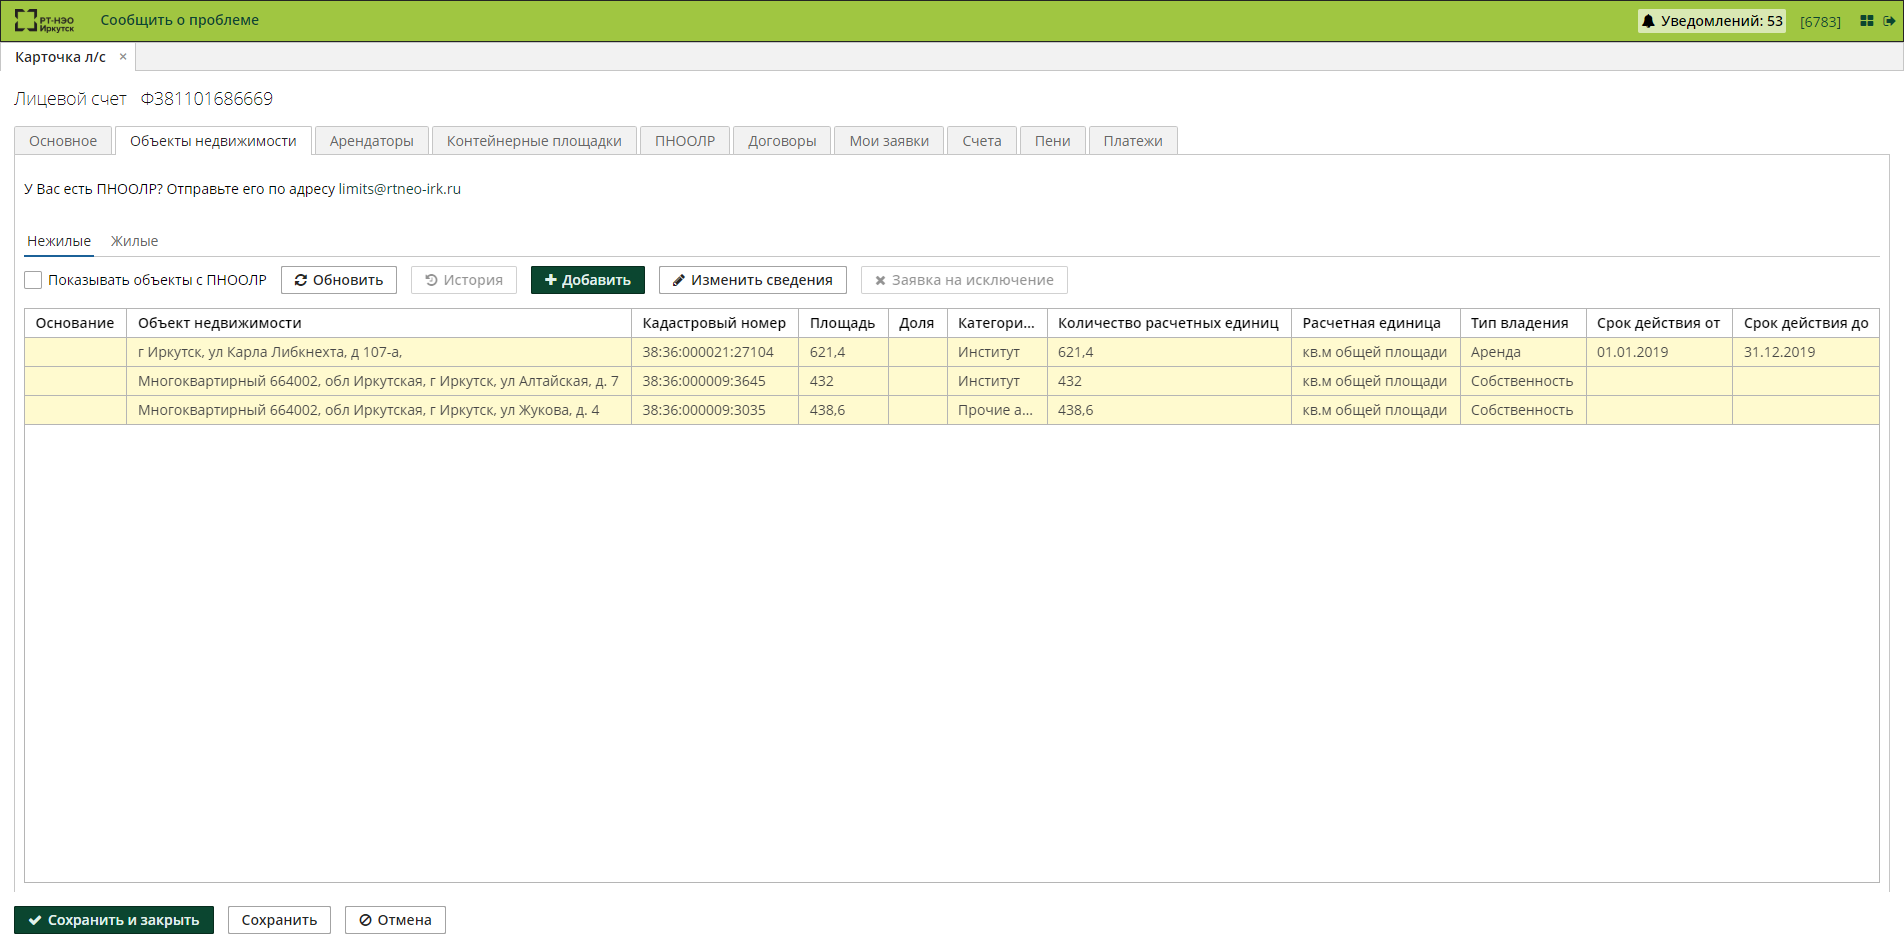 РТ-НЭО Иркутск Сообщить о проблеме Уведомлений: 53 [6783]
Карточка л/с ×
Лицевой счет Ф381101686669
Основное Объекты недвижимости Арендаторы Контейнерные площадки ПНООЛР Договоры Мои заявки Счета Пени Платежи
У Вас есть ПНООЛР? Отправьте его по адресу limits@rtneo-irk.ru
Нежилые Жилые
Показывать объекты с ПНООЛР Обновить История Добавить Изменить сведения Заявка на исключение
Основание Объект недвижимости Кадастровый номер Площадь Доля Категори... Количество расчетных единиц Расчетная единица Тип владения Срок действия от Срок действия до
г Иркутск, ул Карла Либкнехта, д 107-а, 38:36:000021:27104 621,4 Институт 621,4 кв.м общей площади Аренда 01.01.2019 31.12.2019
Многоквартирный 664002, обл Иркутская, г Иркутск, ул Алтайская, д. 7 38:36:000009:3645 432 Институт 432 кв.м общей площади Собственность
Многоквартирный 664002, обл Иркутская, г Иркутск, ул Жукова, д. 4 38:36:000009:3035 438,6 Прочие а... 438,6 кв.м общей площади Собственность
Сохранить и закрыть Сохранить Отмена